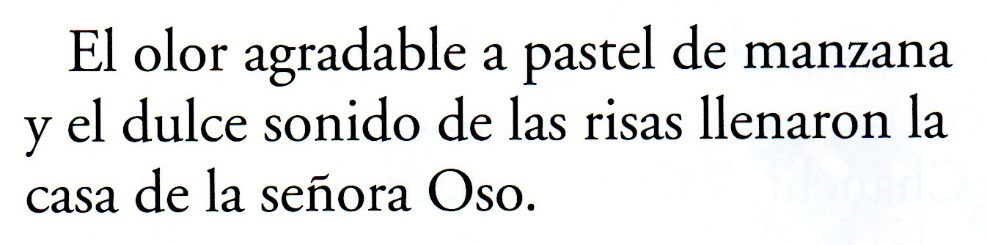 El olor agradable a pastel de manzana
y el dulce sonido de las risas llenaron la
casa de la señora Oso.